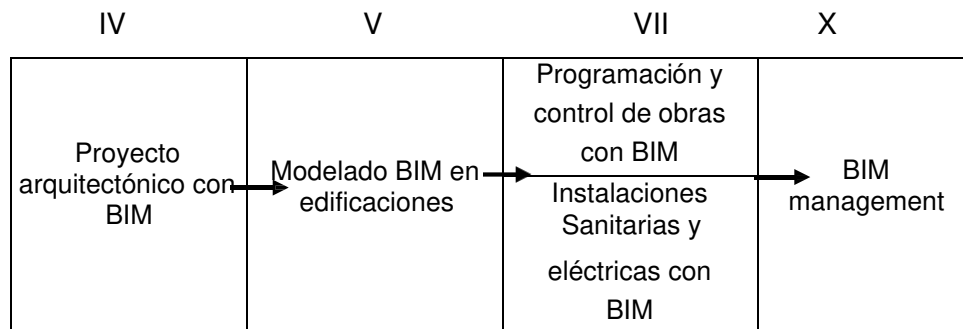 IV
V
VII
X
Proyecto
arquitectónico con
BIM
Modelado BIM en
edificaciones
Programación y
control de obras
con BIM
Instalaciones
Sanitarias y
eléctricas con
BIM
BIM
management